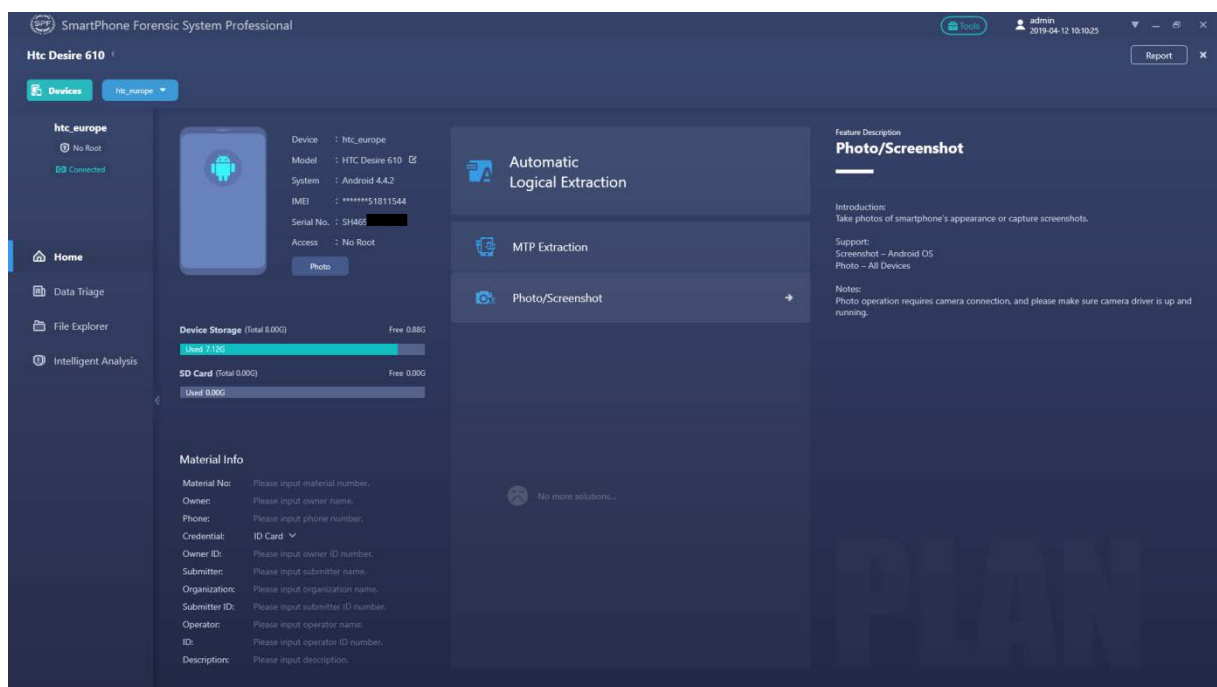 SPF SmartPhone Forensic System Professional
Tools
admin
2019-04-12 10:10:25
Htc Desire 610
Report
Devices
htc_europe
htc_europe
No Root
Connected
Home
Data Triage
File Explorer
Intelligent Analysis
Device : htc_europe
Model : HTC Desire 610
System : Android 4.4.2
IMEI : *******51811544
Serial No. : SH469
Access : No Root
Photo
Device Storage (Total 8.00G) Free 0.88G
Used 7.12G
SD Card (Total 0.00G) Free 0.00G
Used 0.00G
Material Info
Material No: Please input material number.
Owner: Please input owner name.
Phone: Please input phone number.
Credential: ID Card
Owner ID: Please input owner ID number.
Submitter: Please input submitter name.
Organization: Please input organization name.
Submitter ID: Please input submitter ID number.
Operator: Please input operator name.
ID: Please input operator ID number.
Description: Please input description.
Automatic
Logical Extraction
MTP Extraction
Photo/Screenshot
No more solutions...
Feature Description
Photo/Screenshot
Introduction:
Take photos of smartphone's appearance or capture screenshots.
Support:
Screenshot – Android OS
Photo – All Devices
Notes:
Photo operation requires camera connection, and please make sure camera driver is up and
running.
PLAN